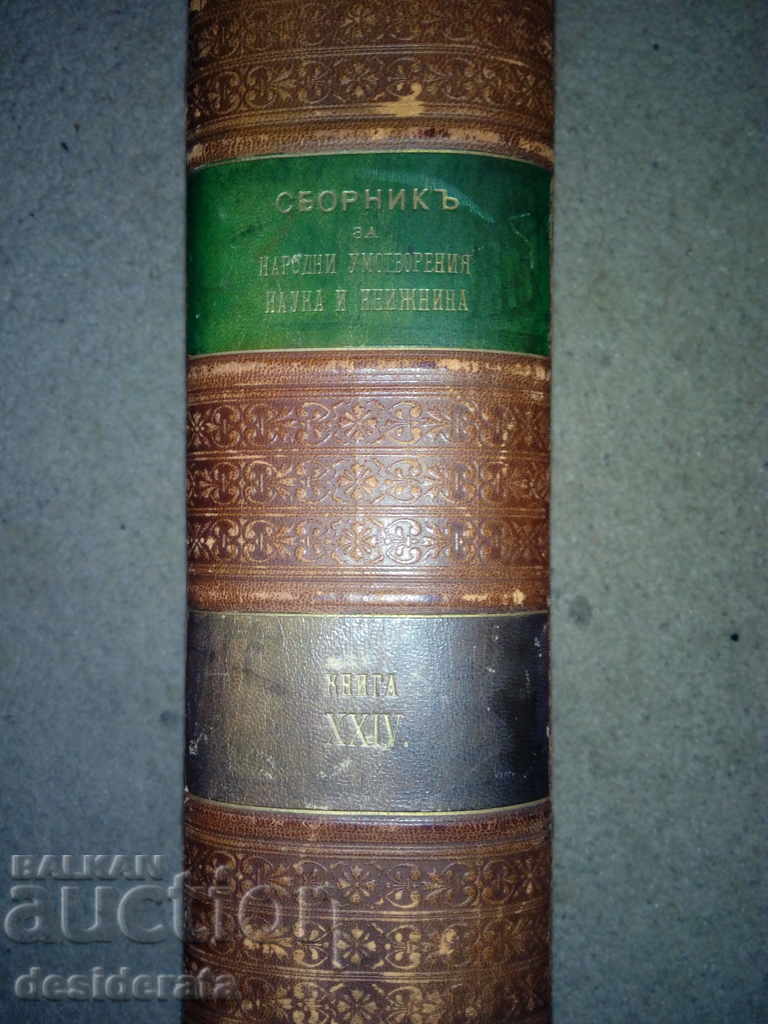 СБОРНИКЪ
ЗА
НАРОДНИ УМОТВОРЕНИЯ
НАУКА И КНИЖНИНА
КНИГА
XXIV.
BALKAN
auction
desiderata